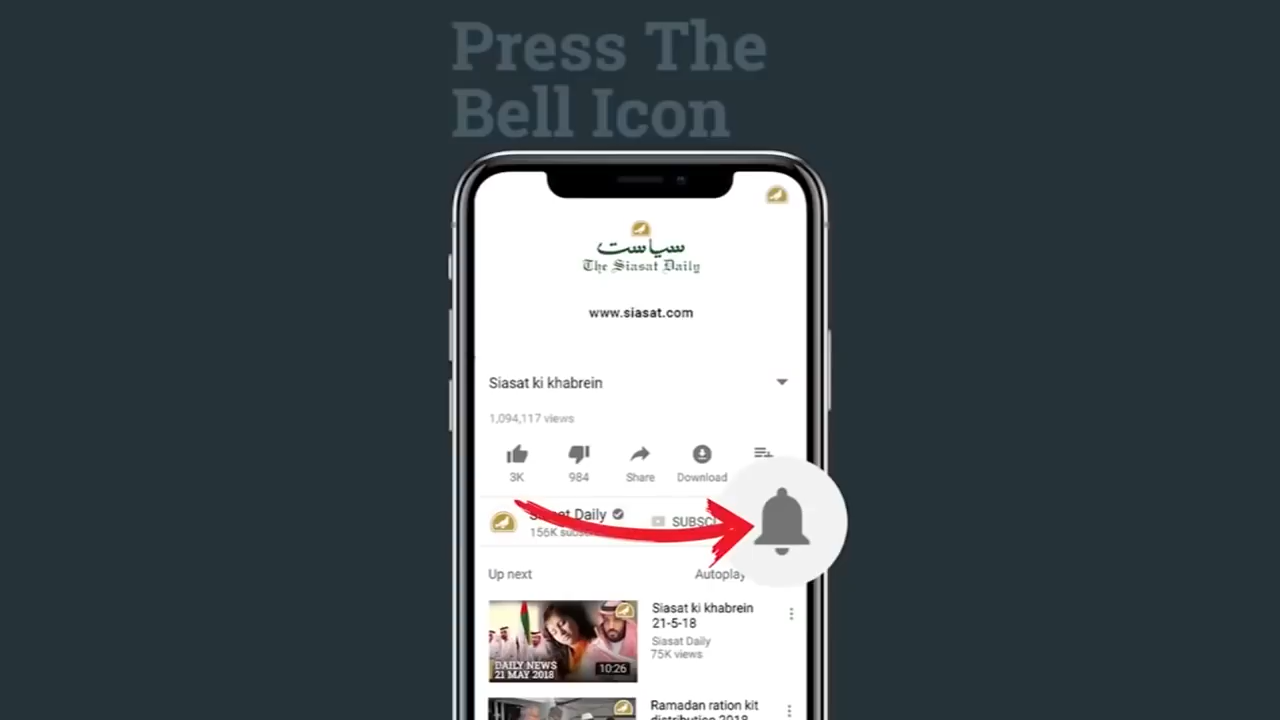 Press The
Bell Icon
سیاست
The Siasat Daily
www.siasat.com
Siasat ki khabrein
1,094,117 views
3K
984
Share
Download
Daily
SUBSC
156K
Up next
Autoplay
DAILY NEWS
21 MAY 2018
10:26
Siasat ki khabrein
21-5-18
Siasat Daily
75K views
Ramadan ration kit
distribution 2018